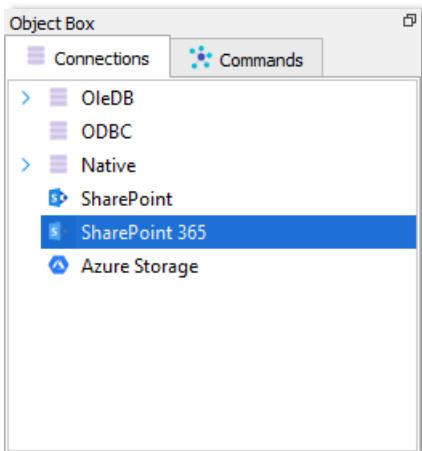 Object Box
Connections Commands
OleDB
ODBC
Native
SharePoint
SharePoint 365
Azure Storage